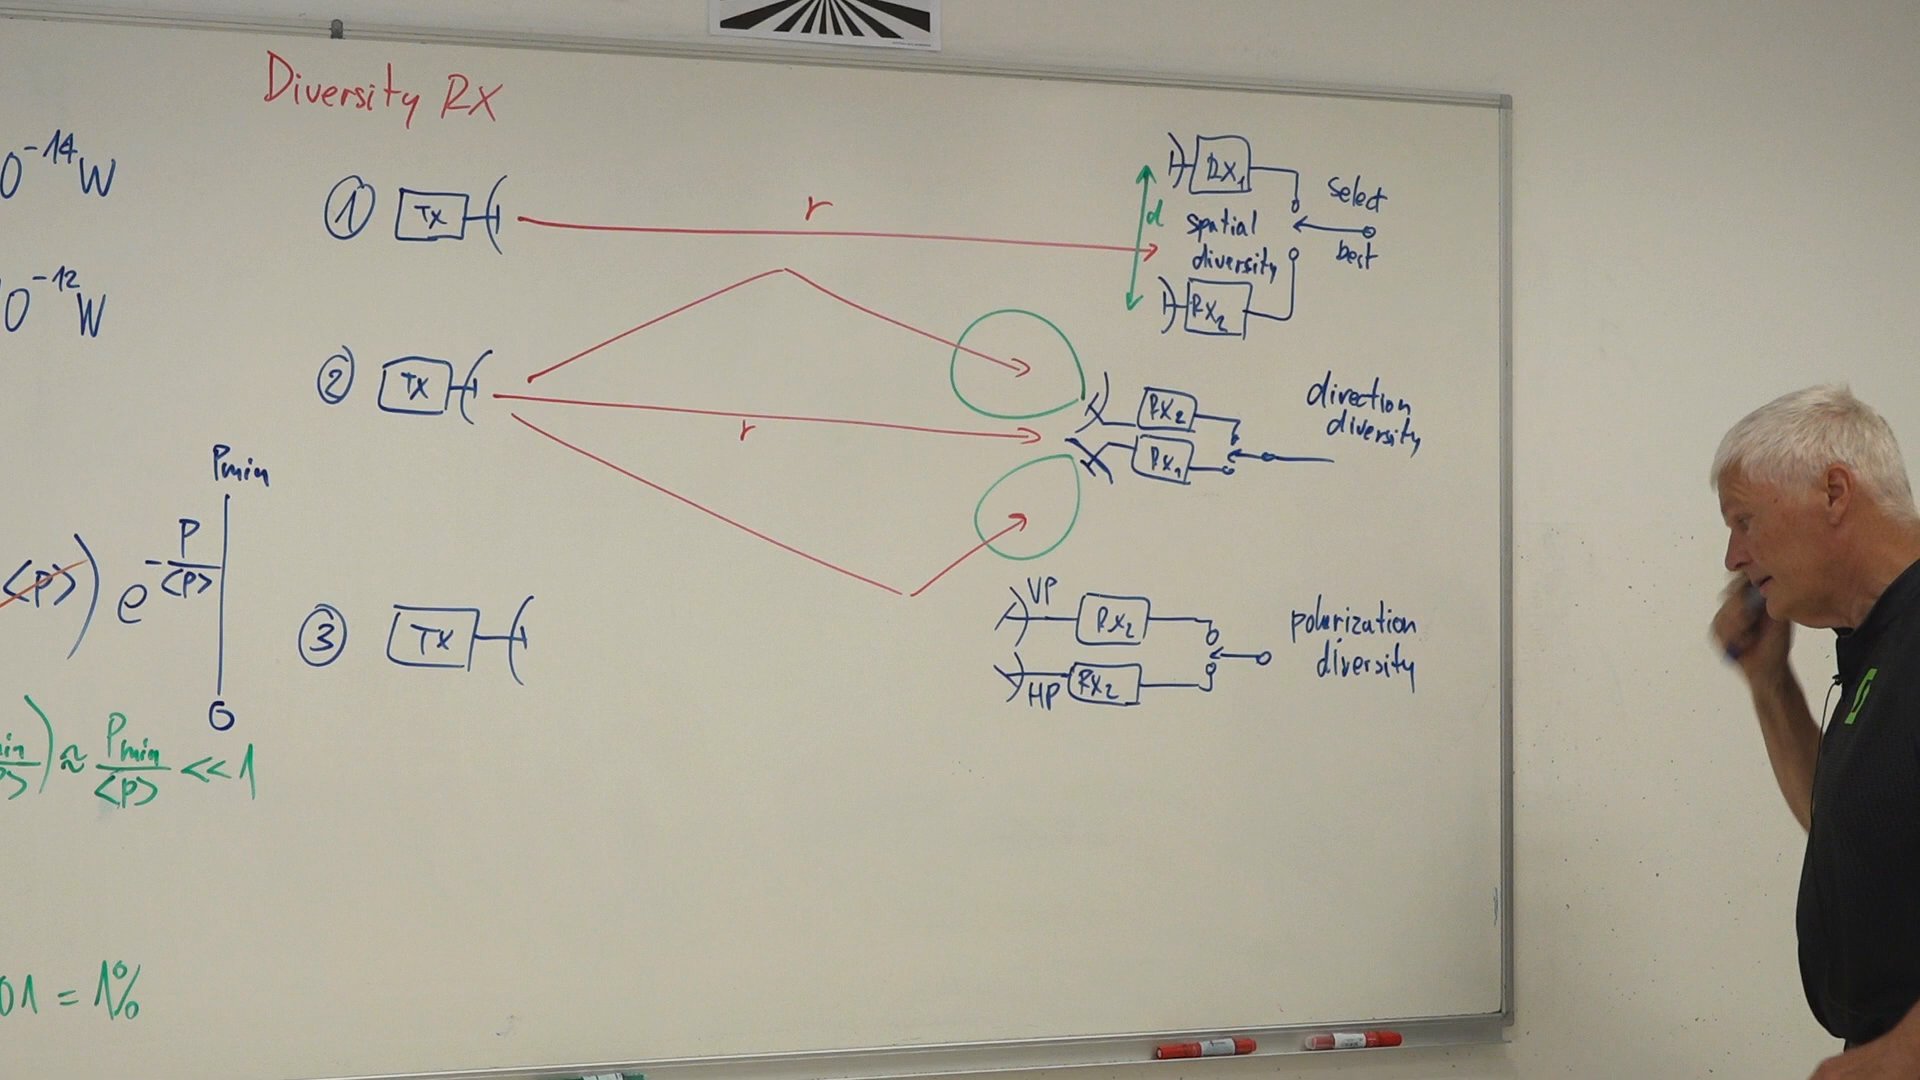 Diversity RX
0^-14 W
0^-12 W
<P>) e^-P/<P>
Pmin
0
in
P>) ≈ Pmin/<P> << 1
01 = 1%
① TX
r
d
RX1
spatial
diversity
RX2
select
best
② TX
r
RX2
RX1
direction
diversity
③ TX
VP
RX2
HP
RX2
polarization
diversity